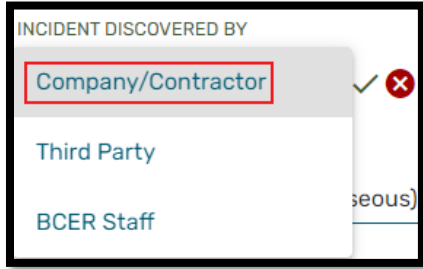 INCIDENT DISCOVERED BY
Company/Contractor
Third Party
seous)
BCER Staff